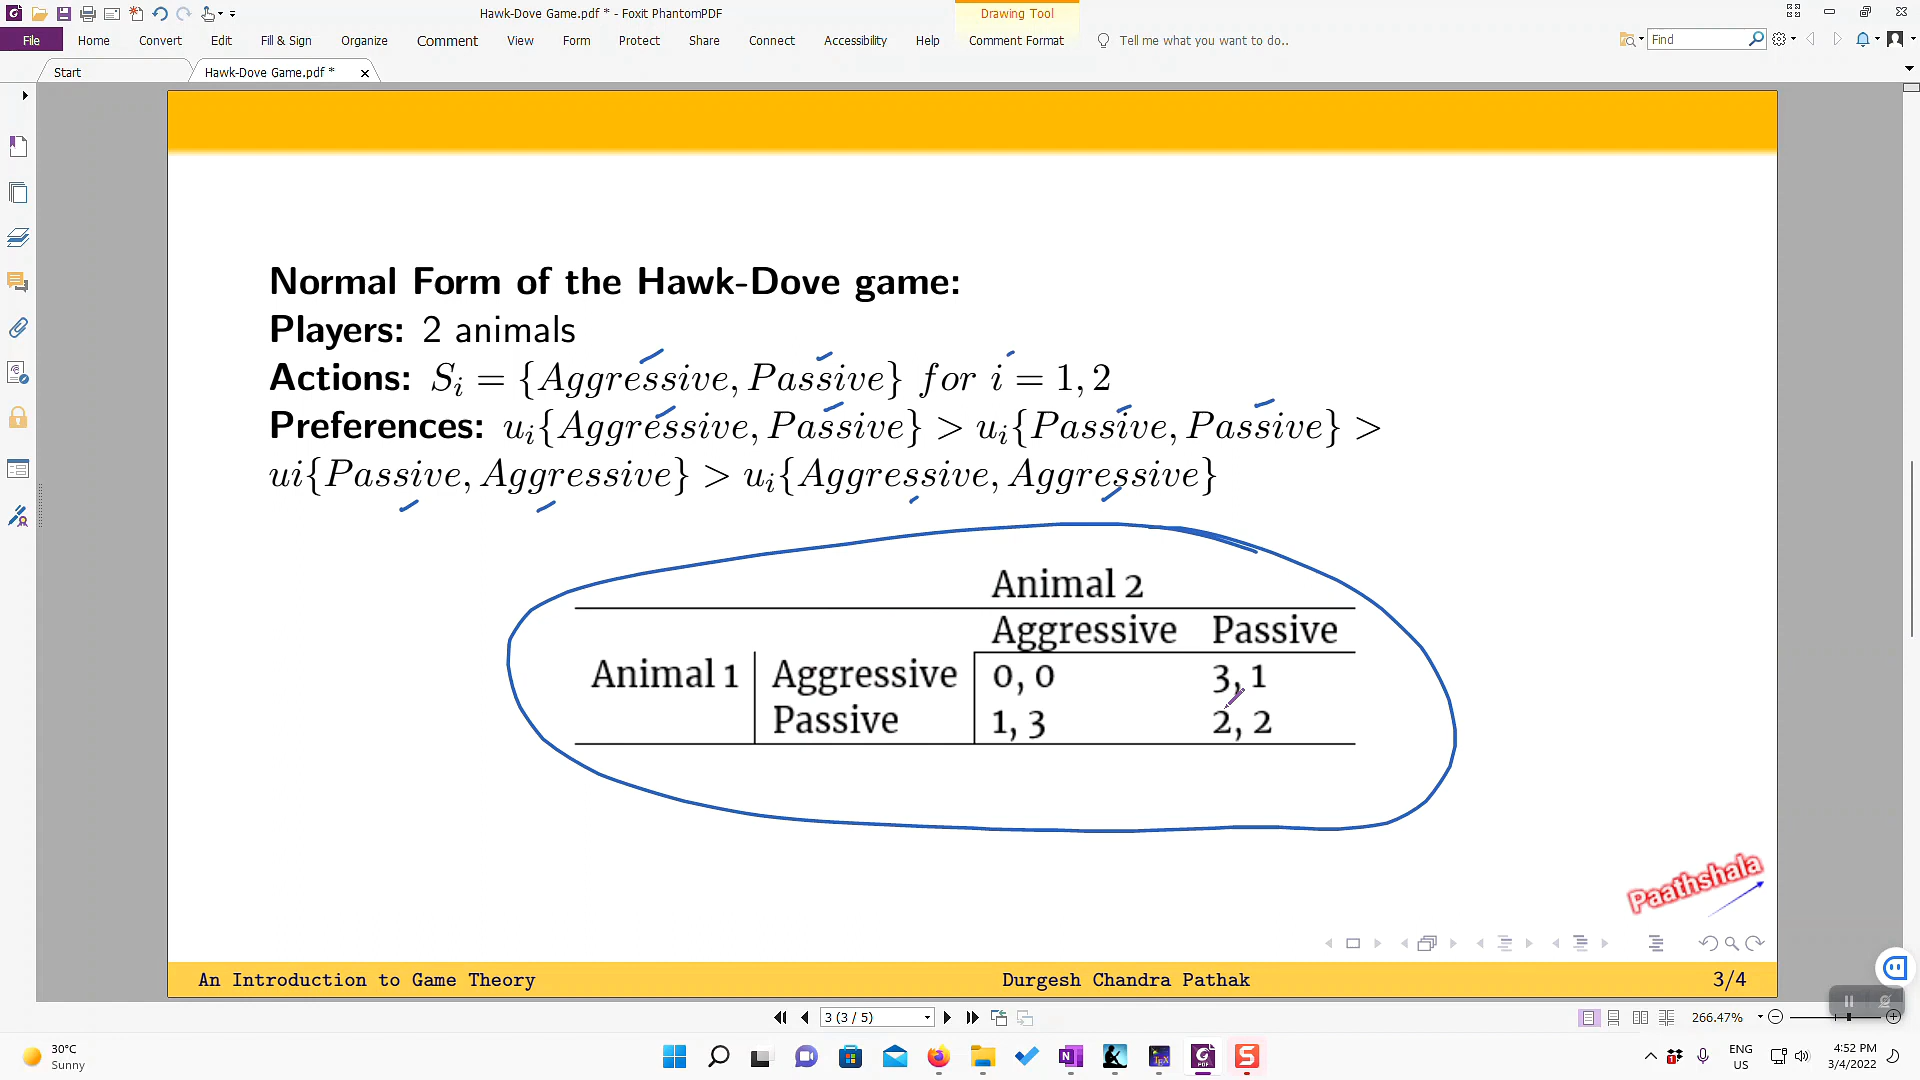 Hawk-Dove Game.pdf * - Foxit PhantomPDF
Drawing Tool
File Home Convert Edit Fill & Sign Organize Comment View Form Protect Share Connect Accessibility Help Comment Format Tell me what you want to do.. Find
Start Hawk-Dove Game.pdf *
Normal Form of the Hawk-Dove game:
Players: 2 animals
Actions: Sᵢ = {Aggressive, Passive} for i = 1, 2
Preferences: uᵢ{Aggressive, Passive} > uᵢ{Passive, Passive} >
ui{Passive, Aggressive} > uᵢ{Aggressive, Aggressive}
Animal 2
Aggressive Passive
Animal 1 Aggressive 0, 0 3, 1
Passive 1, 3 2, 2
Paathshala
An Introduction to Game Theory Durgesh Chandra Pathak 3/4
3 (3 / 5) 266.47%
30°C
Sunny
ENG
US
4:52 PM
3/4/2022